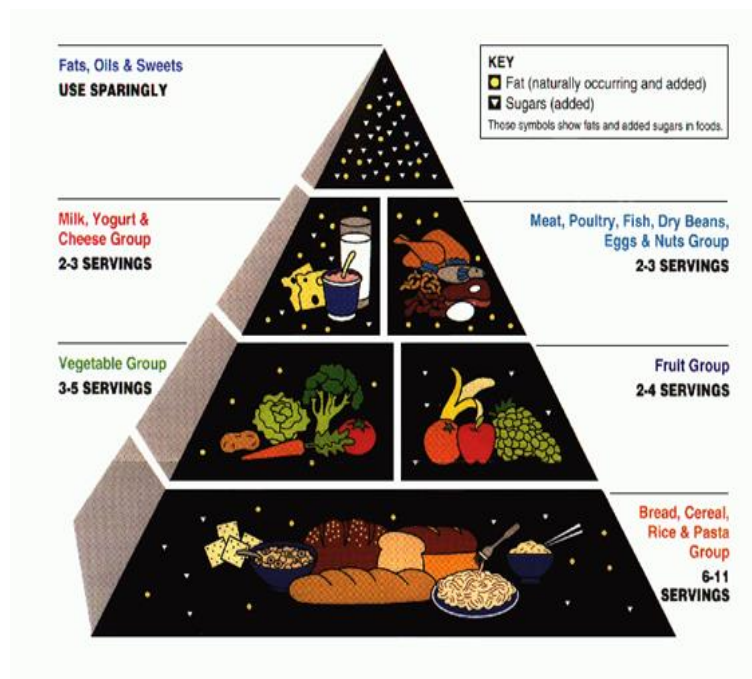 Fats, Oils & Sweets
USE SPARINGLY
KEY
Fat (naturally occurring and added)
Sugars (added)
These symbols show fats and added sugars in foods.
Milk, Yogurt &
Cheese Group
2-3 SERVINGS
Meat, Poultry, Fish, Dry Beans,
Eggs & Nuts Group
2-3 SERVINGS
Vegetable Group
3-5 SERVINGS
Fruit Group
2-4 SERVINGS
Bread, Cereal,
Rice & Pasta
Group
6-11
SERVINGS